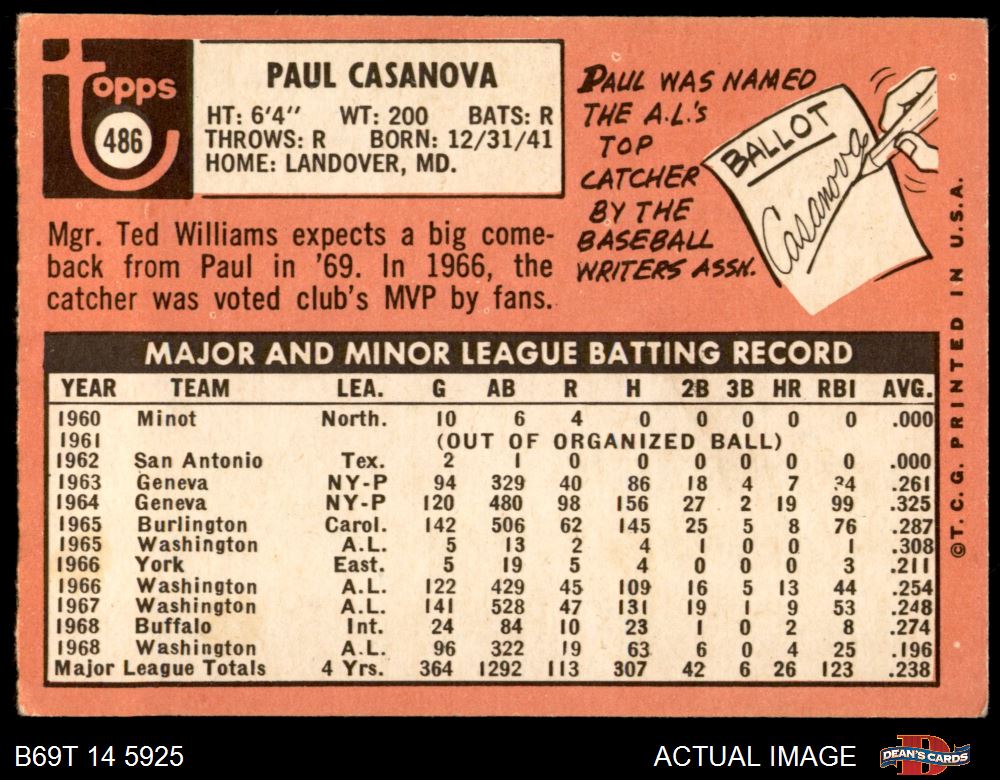 topps
486
PAUL CASANOVA
HT: 6'4" WT: 200 BATS: R
THROWS: R BORN: 12/31/41
HOME: LANDOVER, MD.
PAUL WAS NAMED
THE A.L.'s
TOP
CATCHER
BY THE
BASEBALL
WRITERS ASSN.
BALLOT
Casanova
Mgr. Ted Williams expects a big come-
back from Paul in '69. In 1966, the
catcher was voted club's MVP by fans.
MAJOR AND MINOR LEAGUE BATTING RECORD
YEAR TEAM LEA. G AB R H 2B 3B HR RBI AVG.
1960 Minot North. 10 6 4 0 0 0 0 0 .000
1961 (OUT OF ORGANIZED BALL)
1962 San Antonio Tex. 2 1 0 0 0 0 0 0 .000
1963 Geneva NY-P 94 329 40 86 18 4 7 34 .261
1964 Geneva NY-P 120 480 98 156 27 2 19 99 .325
1965 Burlington Carol. 142 506 62 145 25 5 8 76 .287
1965 Washington A.L. 5 13 2 4 1 0 0 1 .308
1966 York East. 5 19 5 4 0 0 0 3 .211
1966 Washington A.L. 122 429 45 109 16 5 13 44 .254
1967 Washington A.L. 141 528 47 131 19 1 9 53 .248
1968 Buffalo Int. 24 84 10 23 1 0 2 8 .274
1968 Washington A.L. 96 322 19 63 6 0 4 25 .196
Major League Totals 4 Yrs. 364 1292 113 307 42 6 26 123 .238
©T.C.G. PRINTED IN U.S.A.
B69T 14 5925
ACTUAL IMAGE
DEAN'S CARDS